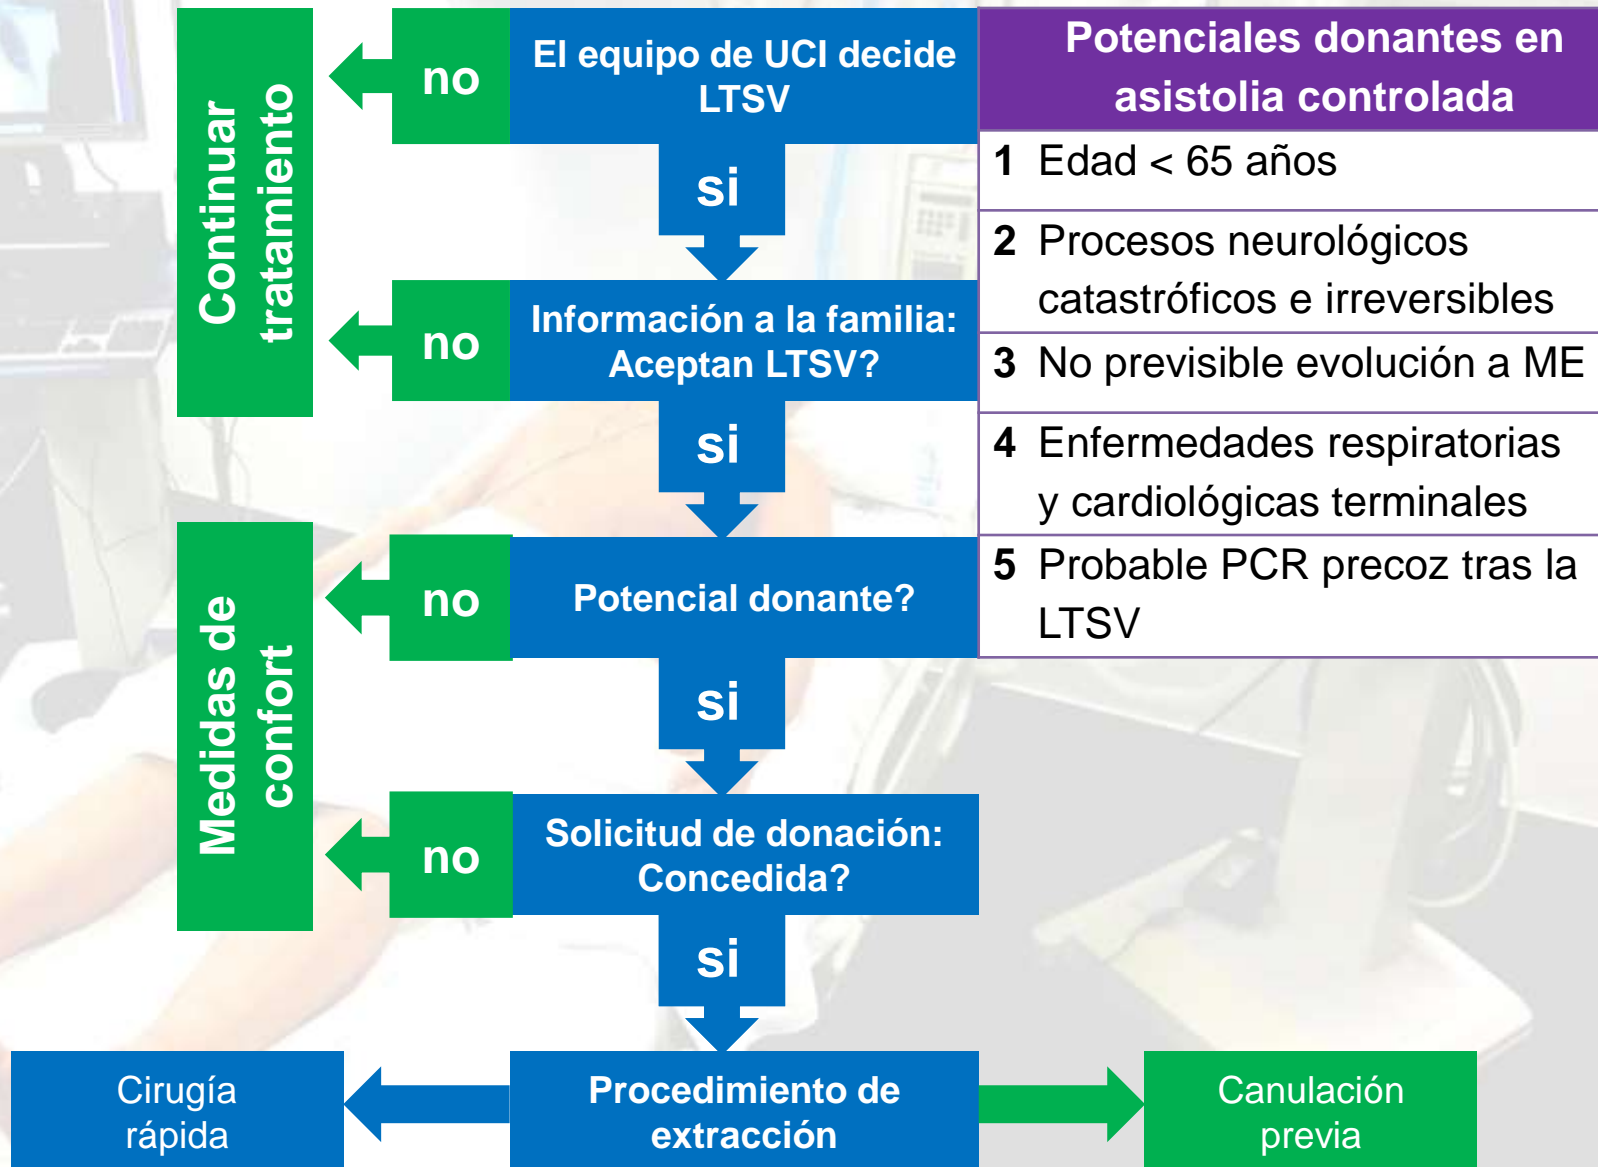 El equipo de UCI decide
LTSV
no
Continuar
tratamiento
si
Información a la familia:
Aceptan LTSV?
no
si
Potencial donante?
no
Medidas de
confort
si
Solicitud de donación:
Concedida?
no
si
Procedimiento de
extracción
Cirugía
rápida
Canulación
previa
Potenciales donantes en
asistolia controlada
1 Edad < 65 años
2 Procesos neurológicos
catastróficos e irreversibles
3 No previsible evolución a ME
4 Enfermedades respiratorias
y cardiológicas terminales
5 Probable PCR precoz tras la
LTSV